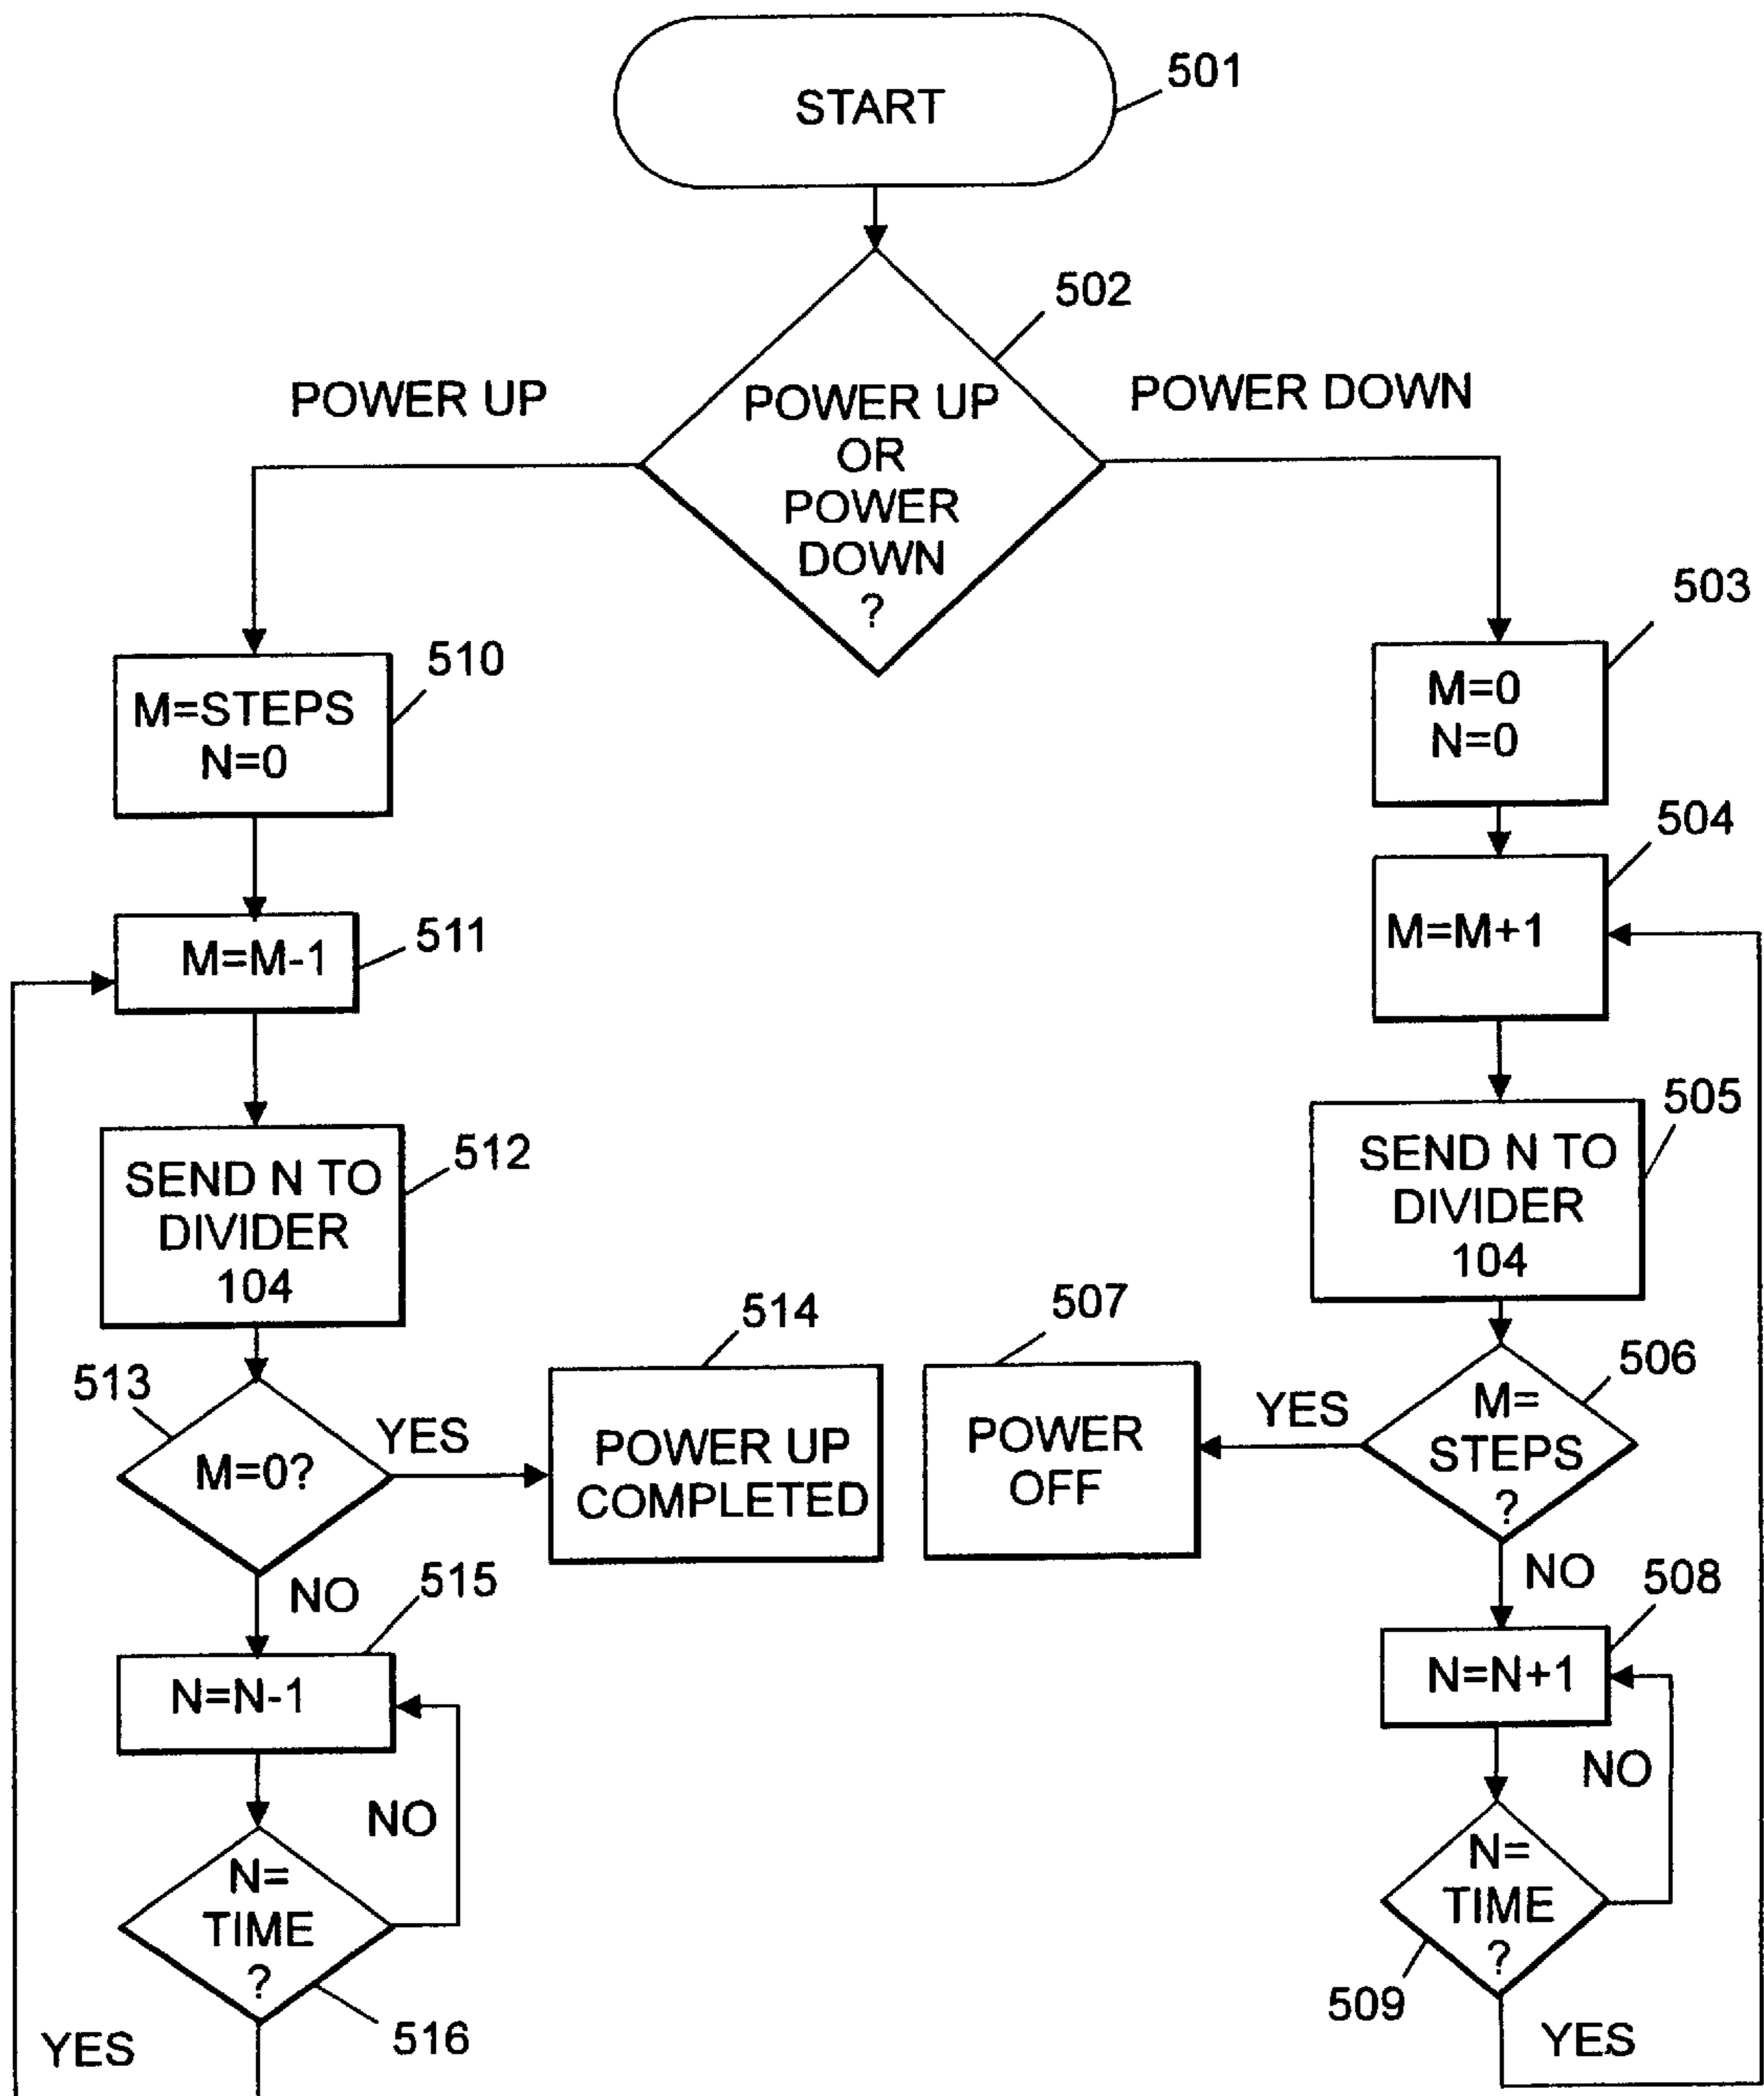 START
501
502
POWER UP
POWER UP
OR
POWER
DOWN
?
POWER DOWN
503
510
M=STEPS
N=0
M=0
N=0
504
511
M=M-1
M=M+1
505
512
SEND N TO
DIVIDER
104
SEND N TO
DIVIDER
104
514
507
506
513
M=0?
YES
POWER UP
COMPLETED
POWER
OFF
YES
M=
STEPS
?
NO
515
NO
508
N=N-1
N=N+1
NO
NO
N=
TIME
?
N=
TIME
?
509
516
YES
YES